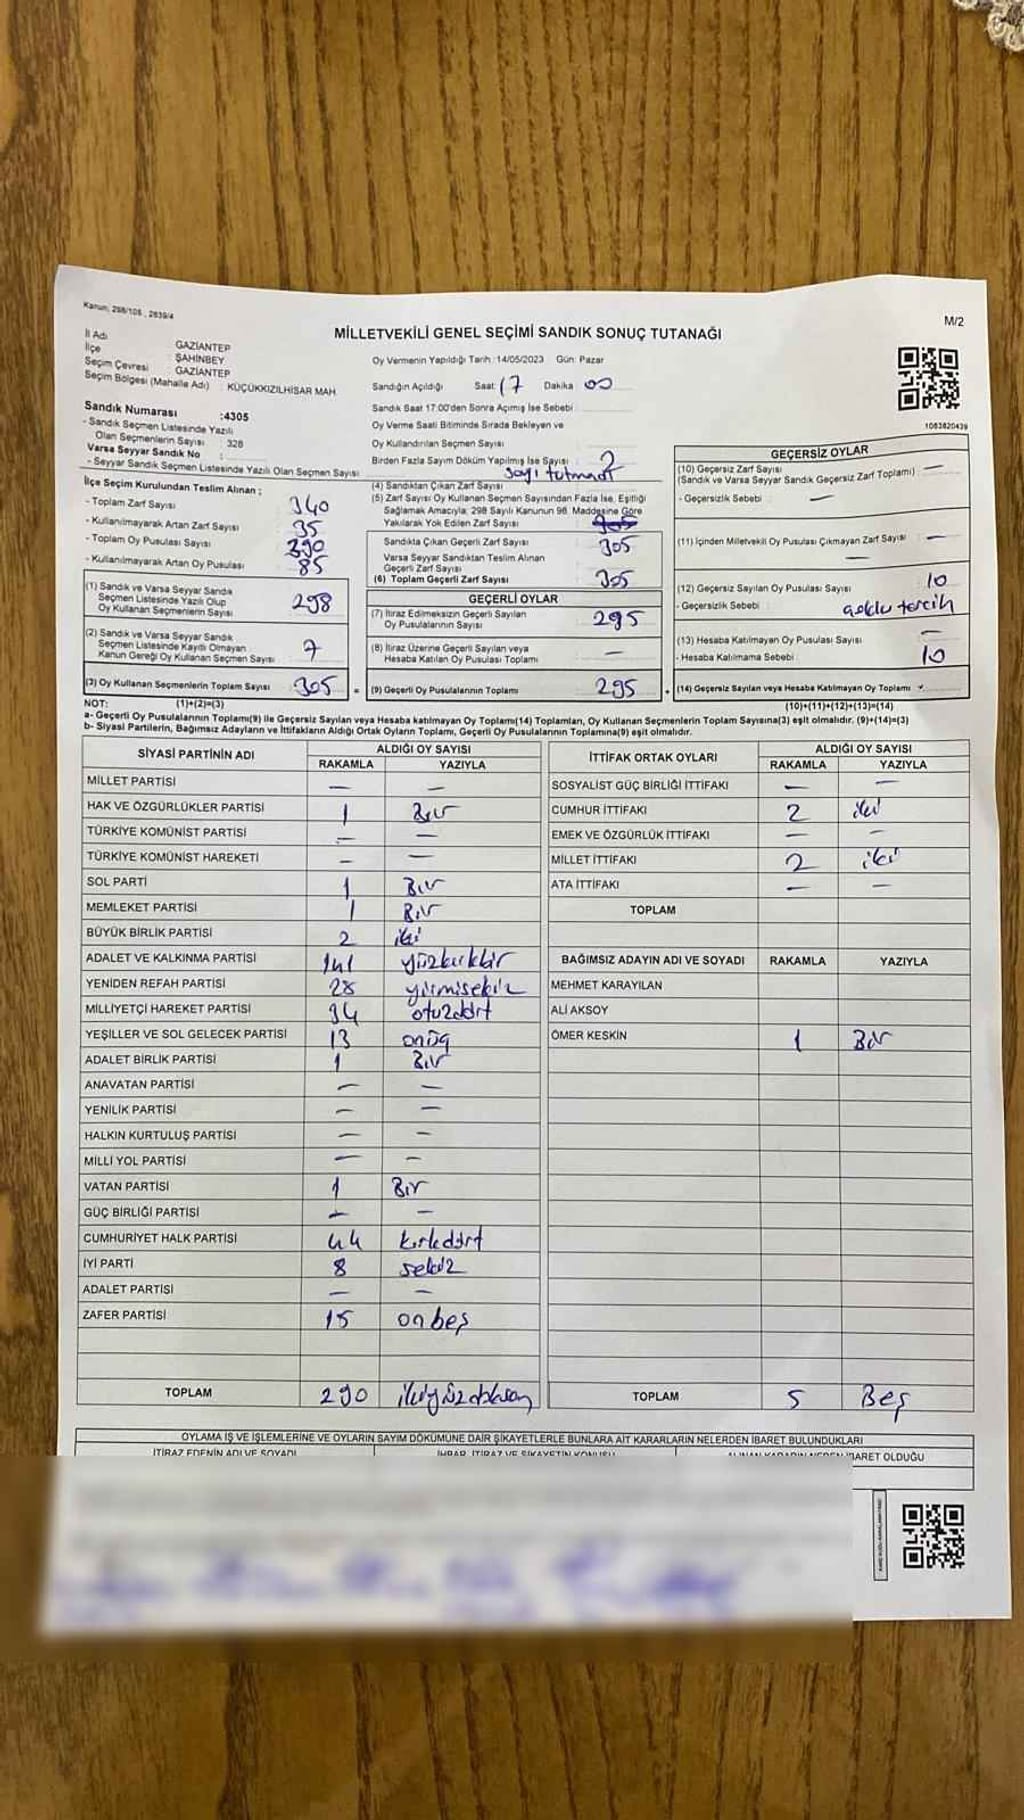 Kanun: 298/105 , 2839/4
M/2
MİLLETVEKİLİ GENEL SEÇİMİ SANDIK SONUÇ TUTANAĞI
İl Adı : GAZİANTEP
İlçe : ŞAHİNBEY
Seçim Çevresi : GAZİANTEP
Seçim Bölgesi (Mahalle Adı) : KÜÇÜKKIZILHİSAR MAH
Sandık Numarası :4305
- Sandık Seçmen Listesinde Yazılı
Olan Seçmenlerin Sayısı : 328
Varsa Seyyar Sandık No :
- Seyyar Sandık Seçmen Listesinde Yazılı Olan Seçmen Sayısı :
Oy Vermenin Yapıldığı Tarih :14/05/2023 Gün: Pazar
Sandığın Açıldığı Saat: 17 Dakika 00
Sandık Saat 17:00'den Sonra Açmış İse Sebebi :
Oy Verme Saati Bitiminde Sırada Bekleyen ve
Oy Kullandırılan Seçmen Sayısı
Birden Fazla Sayım Döküm Yapılmış İse Sayısı : 2
sayı tutmadı
1083820439
İlçe Seçim Kurulundan Teslim Alınan ;
- Toplam Zarf Sayısı 340
- Kullanılmayarak Artan Zarf Sayısı 35
- Toplam Oy Pusulası Sayısı 390
- Kullanılmayarak Artan Oy Pusulası 85
(1) Sandık ve Varsa Seyyar Sandık
Seçmen Listesinde Yazılı Olup
Oy Kullanan Seçmenlerin Sayısı 298
(2) Sandık ve Varsa Seyyar Sandık
Seçmen Listesinde Kayıtlı Olmayan
Kanun Gereği Oy Kullanan Seçmen Sayısı 7
(3) Oy Kullanan Seçmenlerin Toplam Sayısı 305 =
(4) Sandıktan Çıkan Zarf Sayısı
(5) Zarf Sayısı Oy Kullanan Seçmen Sayısından Fazla İse, Eşitliği
Sağlamak Amacıyla; 298 Sayılı Kanunun 98. Maddesine Göre
Yakılarak Yok Edilen Zarf Sayısı
Sandıkta Çıkan Geçerli Zarf Sayısı 305
Varsa Seyyar Sandıktan Teslim Alınan
Geçerli Zarf Sayısı
(6) Toplam Geçerli Zarf Sayısı 305
GEÇERLİ OYLAR
(7) İtiraz Edilmeksizin Geçerli Sayılan
Oy Pusulalarının Sayısı 295
(8) İtiraz Üzerine Geçerli Sayılan veya
Hesaba Katılan Oy Pusulası Toplamı —
(9) Geçerli Oy Pusulalarının Toplamı 295 +
GEÇERSİZ OYLAR
(10) Geçersiz Zarf Sayısı —
(Sandık ve Varsa Seyyar Sandık Geçersiz Zarf Toplamı)
- Geçersizlik Sebebi : —
(11) İçinden Milletvekili Oy Pusulası Çıkmayan Zarf Sayısı —
—
(12) Geçersiz Sayılan Oy Pusulası Sayısı 10
- Geçersizlik Sebebi : çoklu tercih
(13) Hesaba Katılmayan Oy Pusulası Sayısı —
- Hesaba Katılmama Sebebi : 10
(14) Geçersiz Sayılan veya Hesaba Katılmayan Oy Toplamı
NOT: (1)+(2)=(3) (10)+(11)+(12)+(13)=(14)
a- Geçerli Oy Pusulalarının Toplamı(9) ile Geçersiz Sayılan veya Hesaba katılmayan Oy Toplamı(14) Toplamları, Oy Kullanan Seçmenlerin Toplam Sayısına(3) eşit olmalıdır. (9)+(14)=(3)
b- Siyasi Partilerin, Bağımsız Adayların ve İttifakların Aldığı Ortak Oyların Toplamı, Geçerli Oy Pusulalarının Toplamına(9) eşit olmalıdır.
SİYASİ PARTİNİN ADI ALDIĞI OY SAYISI
RAKAMLA YAZIYLA
MİLLET PARTİSİ — —
HAK VE ÖZGÜRLÜKLER PARTİSİ 1 Bir
TÜRKİYE KOMÜNİST PARTİSİ — —
TÜRKİYE KOMÜNİST HAREKETİ — —
SOL PARTİ 1 Bir
MEMLEKET PARTİSİ 1 Bir
BÜYÜK BİRLİK PARTİSİ 2 iki
ADALET VE KALKINMA PARTİSİ 141 yüzkırkbir
YENİDEN REFAH PARTİSİ 28 yirmisekiz
MİLLİYETÇİ HAREKET PARTİSİ 34 otuzdört
YEŞİLLER VE SOL GELECEK PARTİSİ 13 onüç
ADALET BİRLİK PARTİSİ 1 Bir
ANAVATAN PARTİSİ — —
YENİLİK PARTİSİ — —
HALKIN KURTULUŞ PARTİSİ — —
MİLLİ YOL PARTİSİ — —
VATAN PARTİSİ 1 Bir
GÜÇ BİRLİĞİ PARTİSİ — —
CUMHURİYET HALK PARTİSİ 44 kırkdört
İYİ PARTİ 8 sekiz
ADALET PARTİSİ — —
ZAFER PARTİSİ 15 onbeş
TOPLAM 290 ikiyüzdoksan
İTTİFAK ORTAK OYLARI ALDIĞI OY SAYISI
RAKAMLA YAZIYLA
SOSYALİST GÜÇ BİRLİĞİ İTTİFAKI — —
CUMHUR İTTİFAKI 2 iki
EMEK VE ÖZGÜRLÜK İTTİFAKI — —
MİLLET İTTİFAKI 2 iki
ATA İTTİFAKI — —
TOPLAM
BAĞIMSIZ ADAYIN ADI VE SOYADI RAKAMLA YAZIYLA
MEHMET KARAYILAN
ALİ AKSOY
ÖMER KESKİN 1 Bir
TOPLAM 5 Beş
OYLAMA İŞ VE İŞLEMLERİNE VE OYLARIN SAYIM DÖKÜMÜNE DAİR ŞİKAYETLERLE BUNLARA AİT KARARLARIN NELERDEN İBARET BULUNDUKLARI
İTİRAZ EDENİN ADI VE SOYADI İHBAR, İTİRAZ VE ŞİKAYETİN KONUSU ALINAN KARARIN NEDEN İBARET OLDUĞU